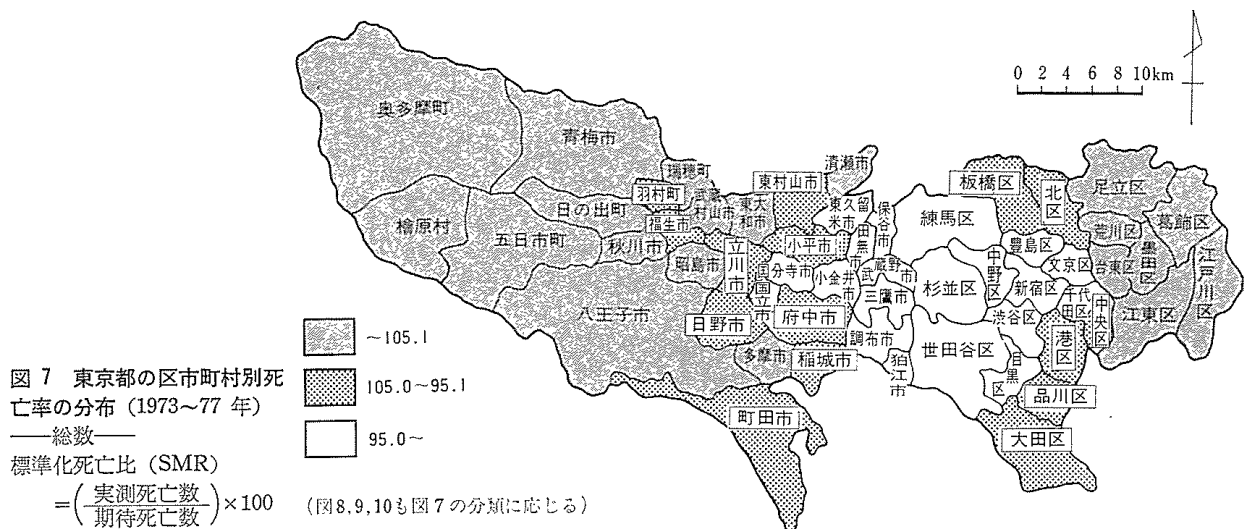 0 2 4 6 8 10km
奥多摩町
青梅市
瑞穂町
羽村町
武蔵村山市
東大和市
東村山市
清瀬市
東久留米市
保谷市
田無市
日の出町
福生市
檜原村
五日市町
秋川市
昭島市
立川市
小平市
国分寺市
国立市
小金井市
武蔵野市
三鷹市
八王子市
日野市
府中市
調布市
多摩市
稲城市
狛江市
町田市
板橋区
北区
足立区
葛飾区
練馬区
豊島区
荒川区
文京区
台東区
墨田区
江戸川区
中野区
杉並区
新宿区
千代田区
中央区
江東区
渋谷区
港区
世田谷区
目黒区
品川区
大田区
~105.1
105.0~95.1
95.0~
図 7 東京都の区市町村別死
亡率の分布 (1973~77 年)
——総数——
標準化死亡比 (SMR)
=(実測死亡数/期待死亡数)×100
(図8,9,10も図7の分類に応じる)